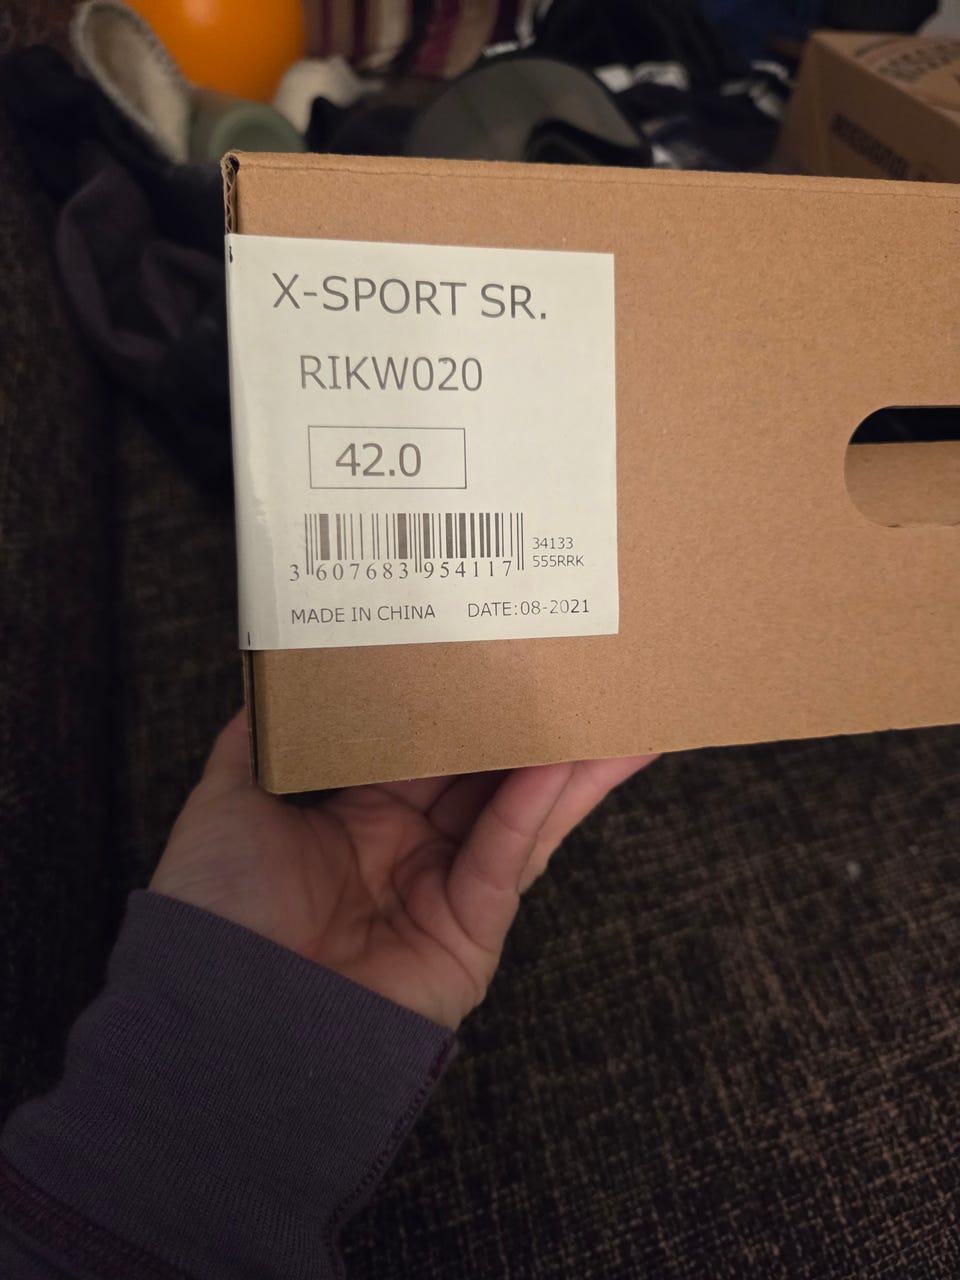 X-SPORT SR.
RIKW020
42.0
34133
555RRK
3 607683 954117
MADE IN CHINA DATE:08-2021